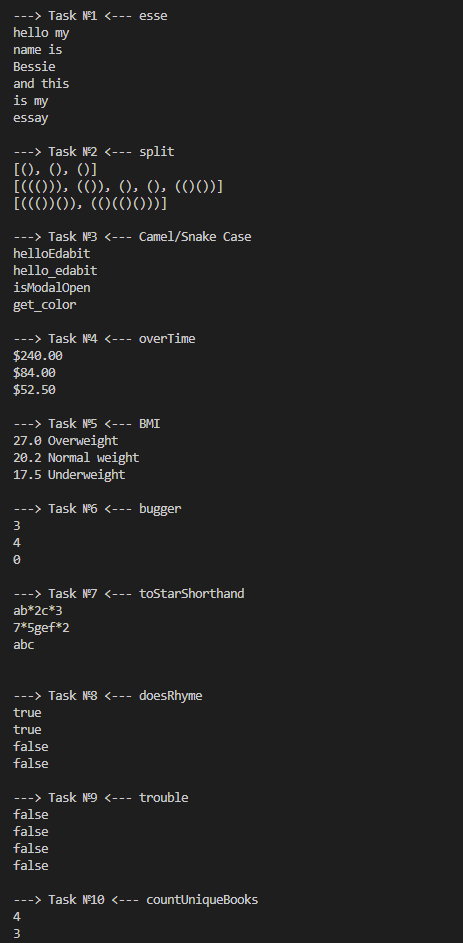 ---> Task №1 <--- esse
hello my
name is
Bessie
and this
is my
essay
---> Task №2 <--- split
[(), (), ()]
[((())), (()), (), (), (()())]
[((())()), (()(()()))]
---> Task №3 <--- Camel/Snake Case
helloEdabit
hello_edabit
isModalOpen
get_color
---> Task №4 <--- overTime
$240.00
$84.00
$52.50
---> Task №5 <--- BMI
27.0 Overweight
20.2 Normal weight
17.5 Underweight
---> Task №6 <--- bugger
3
4
0
---> Task №7 <--- toStarShorthand
ab*2c*3
7*5gef*2
abc
---> Task №8 <--- doesRhyme
true
true
false
false
---> Task №9 <--- trouble
false
false
false
false
---> Task №10 <--- countUniqueBooks
4
3